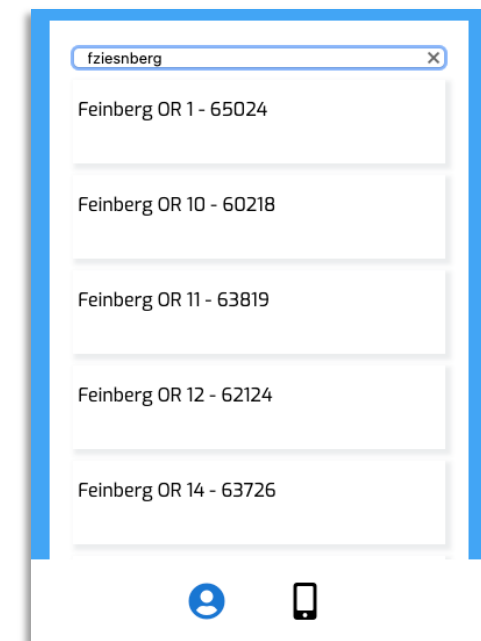 fziesnberg
Feinberg OR 1 - 65024
Feinberg OR 10 - 60218
Feinberg OR 11 - 63819
Feinberg OR 12 - 62124
Feinberg OR 14 - 63726